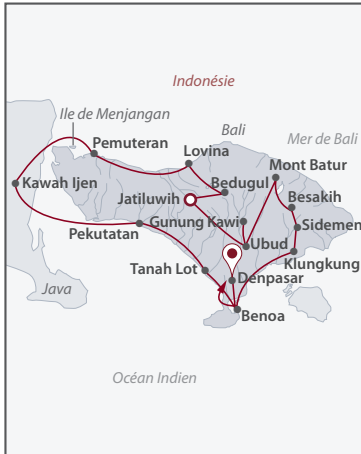 Indonésie
Ile de Menjangan
Bali
Mer de Bali
Pemuteran
Lovina
Mont Batur
Kawah Ijen
Bedugul
Jatiluwih
Besakih
Gunung Kawi
Sidemen
Pekutatan
Ubud
Tanah Lot
Klungkung
Denpasar
Java
Benoa
Océan Indien